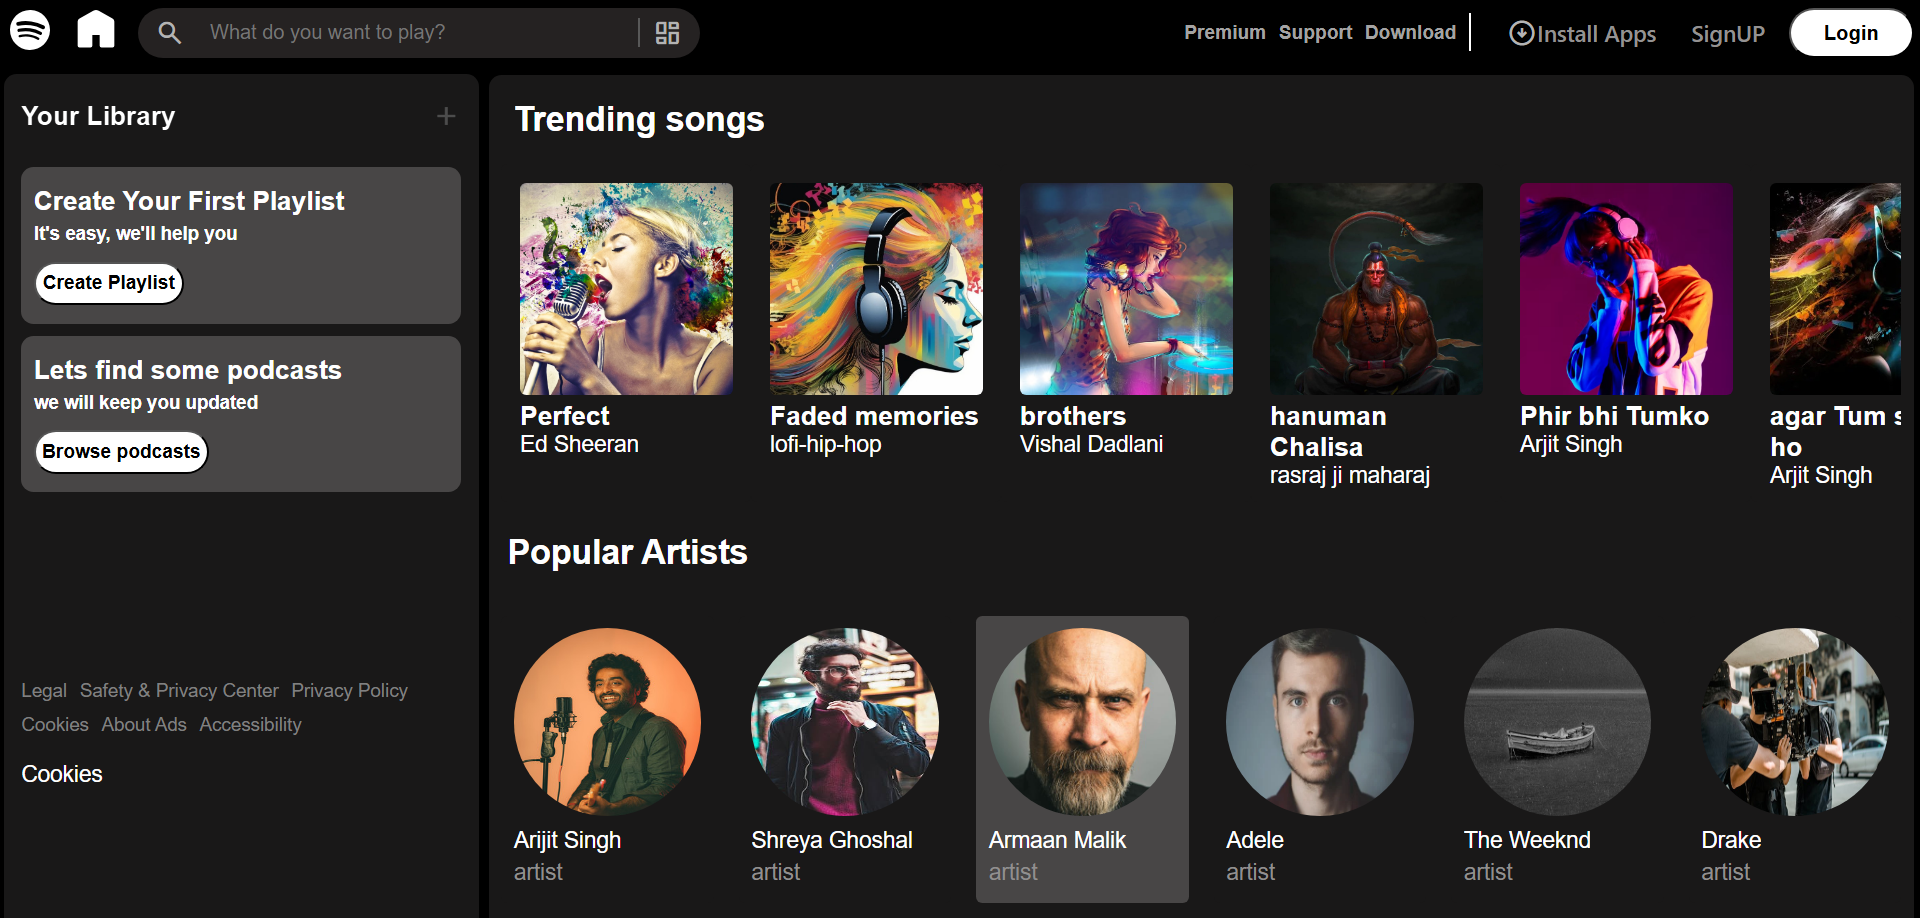 What do you want to play?
Premium Support Download
Install Apps
SignUP
Login
Your Library
Create Your First Playlist
It's easy, we'll help you
Create Playlist
Lets find some podcasts
we will keep you updated
Browse podcasts
Legal Safety & Privacy Center Privacy Policy
Cookies About Ads Accessibility
Cookies
Trending songs
Perfect
Ed Sheeran
Faded memories
lofi-hip-hop
brothers
Vishal Dadlani
hanuman
Chalisa
rasraj ji maharaj
Phir bhi Tumko
Arjit Singh
agar Tum s
ho
Arjit Singh
Popular Artists
Arijit Singh
artist
Shreya Ghoshal
artist
Armaan Malik
artist
Adele
artist
The Weeknd
artist
Drake
artist